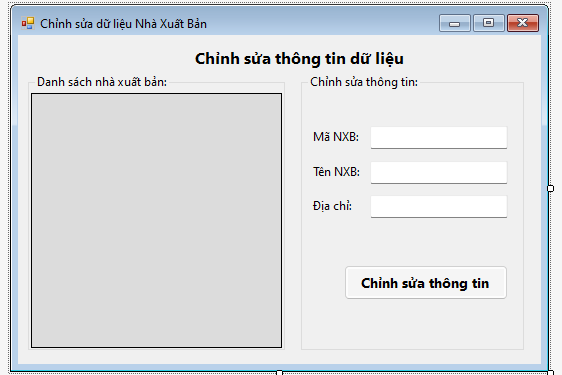 Chỉnh sửa dữ liệu Nhà Xuất Bản
Chỉnh sửa thông tin dữ liệu
Danh sách nhà xuất bản:
Chỉnh sửa thông tin:
Mã NXB:
Tên NXB:
Địa chỉ:
Chỉnh sửa thông tin